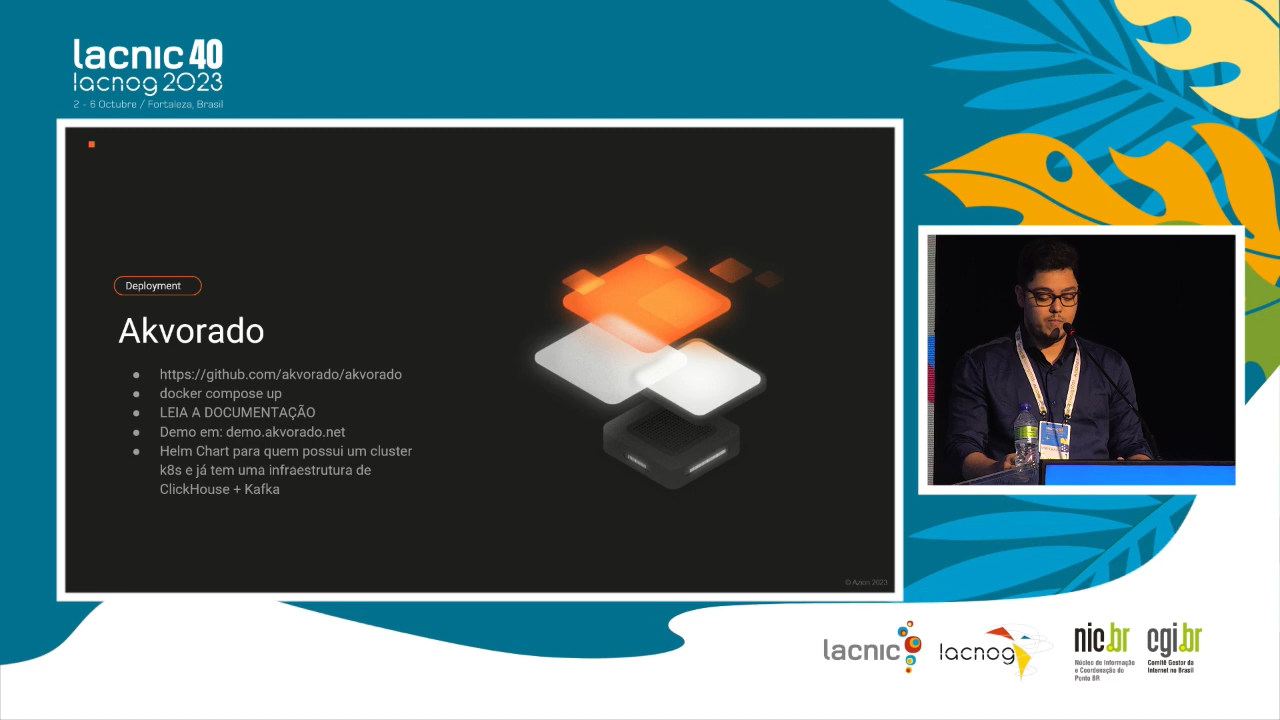 lacnic 40
lacnog 2023
2 - 6 Octubre / Fortaleza, Brasil
Deployment
Akvorado
https://github.com/akvorado/akvorado
docker compose up
LEIA A DOCUMENTAÇÃO
Demo em: demo.akvorado.net
Helm Chart para quem possui um cluster
k8s e já tem uma infraestrutura de
ClickHouse + Kafka
© Azion 2023
lacnic
lacnog
nic.br
Núcleo de Informação
e Coordenação do
Ponto BR
cgi.br
Comitê Gestor da
Internet no Brasil